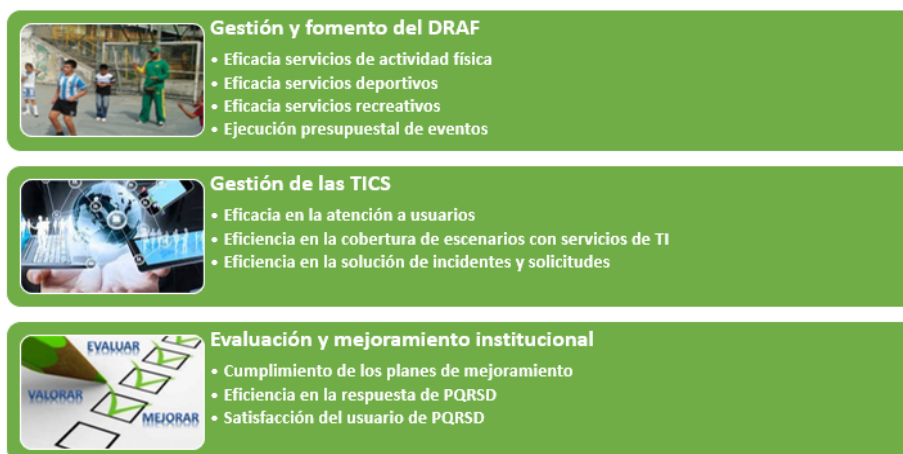 Gestión y fomento del DRAF
• Eficacia servicios de actividad física
• Eficacia servicios deportivos
• Eficacia servicios recreativos
• Ejecución presupuestal de eventos
Gestión de las TICS
• Eficacia en la atención a usuarios
• Eficiencia en la cobertura de escenarios con servicios de TI
• Eficiencia en la solución de incidentes y solicitudes
EVALUAR
VALORAR
MEJORAR
Evaluación y mejoramiento institucional
• Cumplimiento de los planes de mejoramiento
• Eficiencia en la respuesta de PQRSD
• Satisfacción del usuario de PQRSD